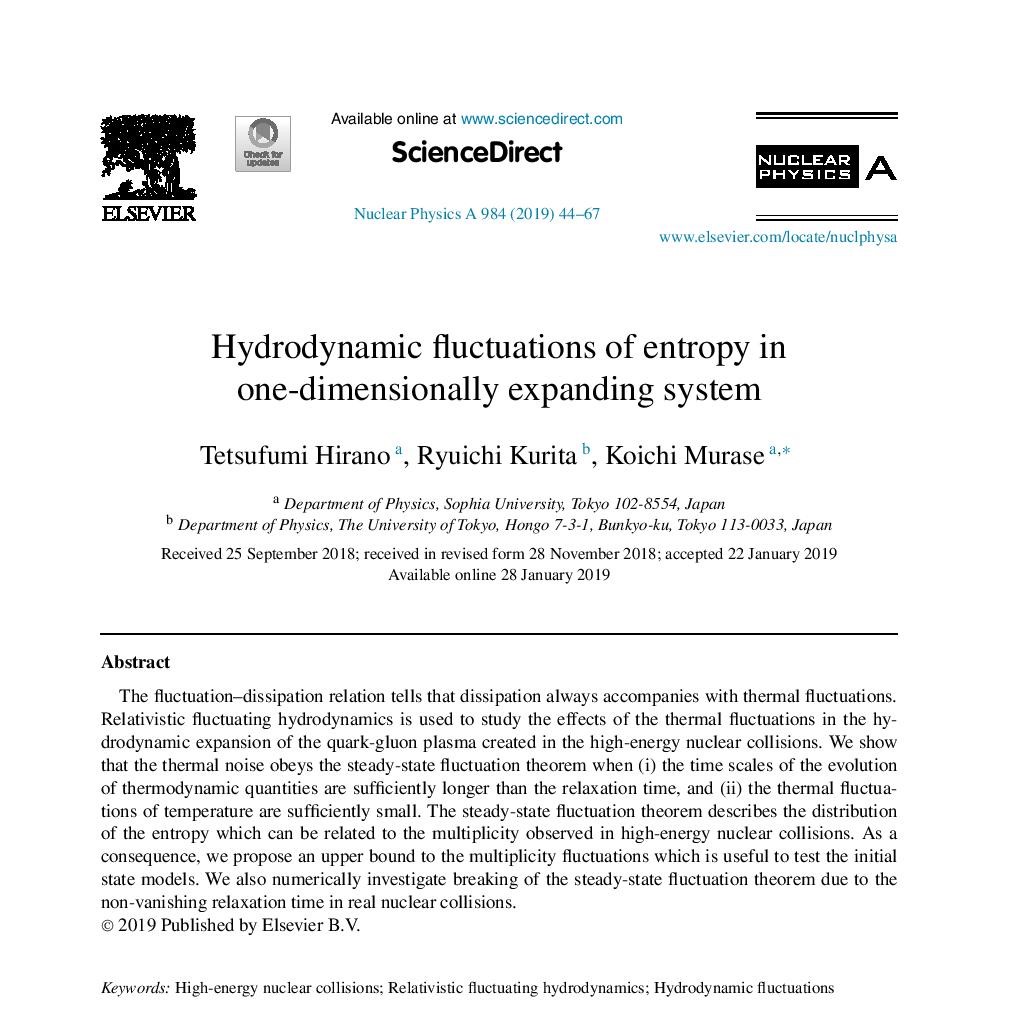 Available online at www.sciencedirect.com
ScienceDirect
ELSEVIER
Check for
updates
NUCLEAR
PHYSICS A
Nuclear Physics A 984 (2019) 44–67
www.elsevier.com/locate/nuclphysa
Hydrodynamic fluctuations of entropy in
one-dimensionally expanding system
Tetsufumi Hirano a, Ryuichi Kurita b, Koichi Murase a,*
a Department of Physics, Sophia University, Tokyo 102-8554, Japan
b Department of Physics, The University of Tokyo, Hongo 7-3-1, Bunkyo-ku, Tokyo 113-0033, Japan
Received 25 September 2018; received in revised form 28 November 2018; accepted 22 January 2019
Available online 28 January 2019
Abstract
The fluctuation–dissipation relation tells that dissipation always accompanies with thermal fluctuations.
Relativistic fluctuating hydrodynamics is used to study the effects of the thermal fluctuations in the hy-
drodynamic expansion of the quark-gluon plasma created in the high-energy nuclear collisions. We show
that the thermal noise obeys the steady-state fluctuation theorem when (i) the time scales of the evolution
of thermodynamic quantities are sufficiently longer than the relaxation time, and (ii) the thermal fluctua-
tions of temperature are sufficiently small. The steady-state fluctuation theorem describes the distribution
of the entropy which can be related to the multiplicity observed in high-energy nuclear collisions. As a
consequence, we propose an upper bound to the multiplicity fluctuations which is useful to test the initial
state models. We also numerically investigate breaking of the steady-state fluctuation theorem due to the
non-vanishing relaxation time in real nuclear collisions.
© 2019 Published by Elsevier B.V.
Keywords: High-energy nuclear collisions; Relativistic fluctuating hydrodynamics; Hydrodynamic fluctuations